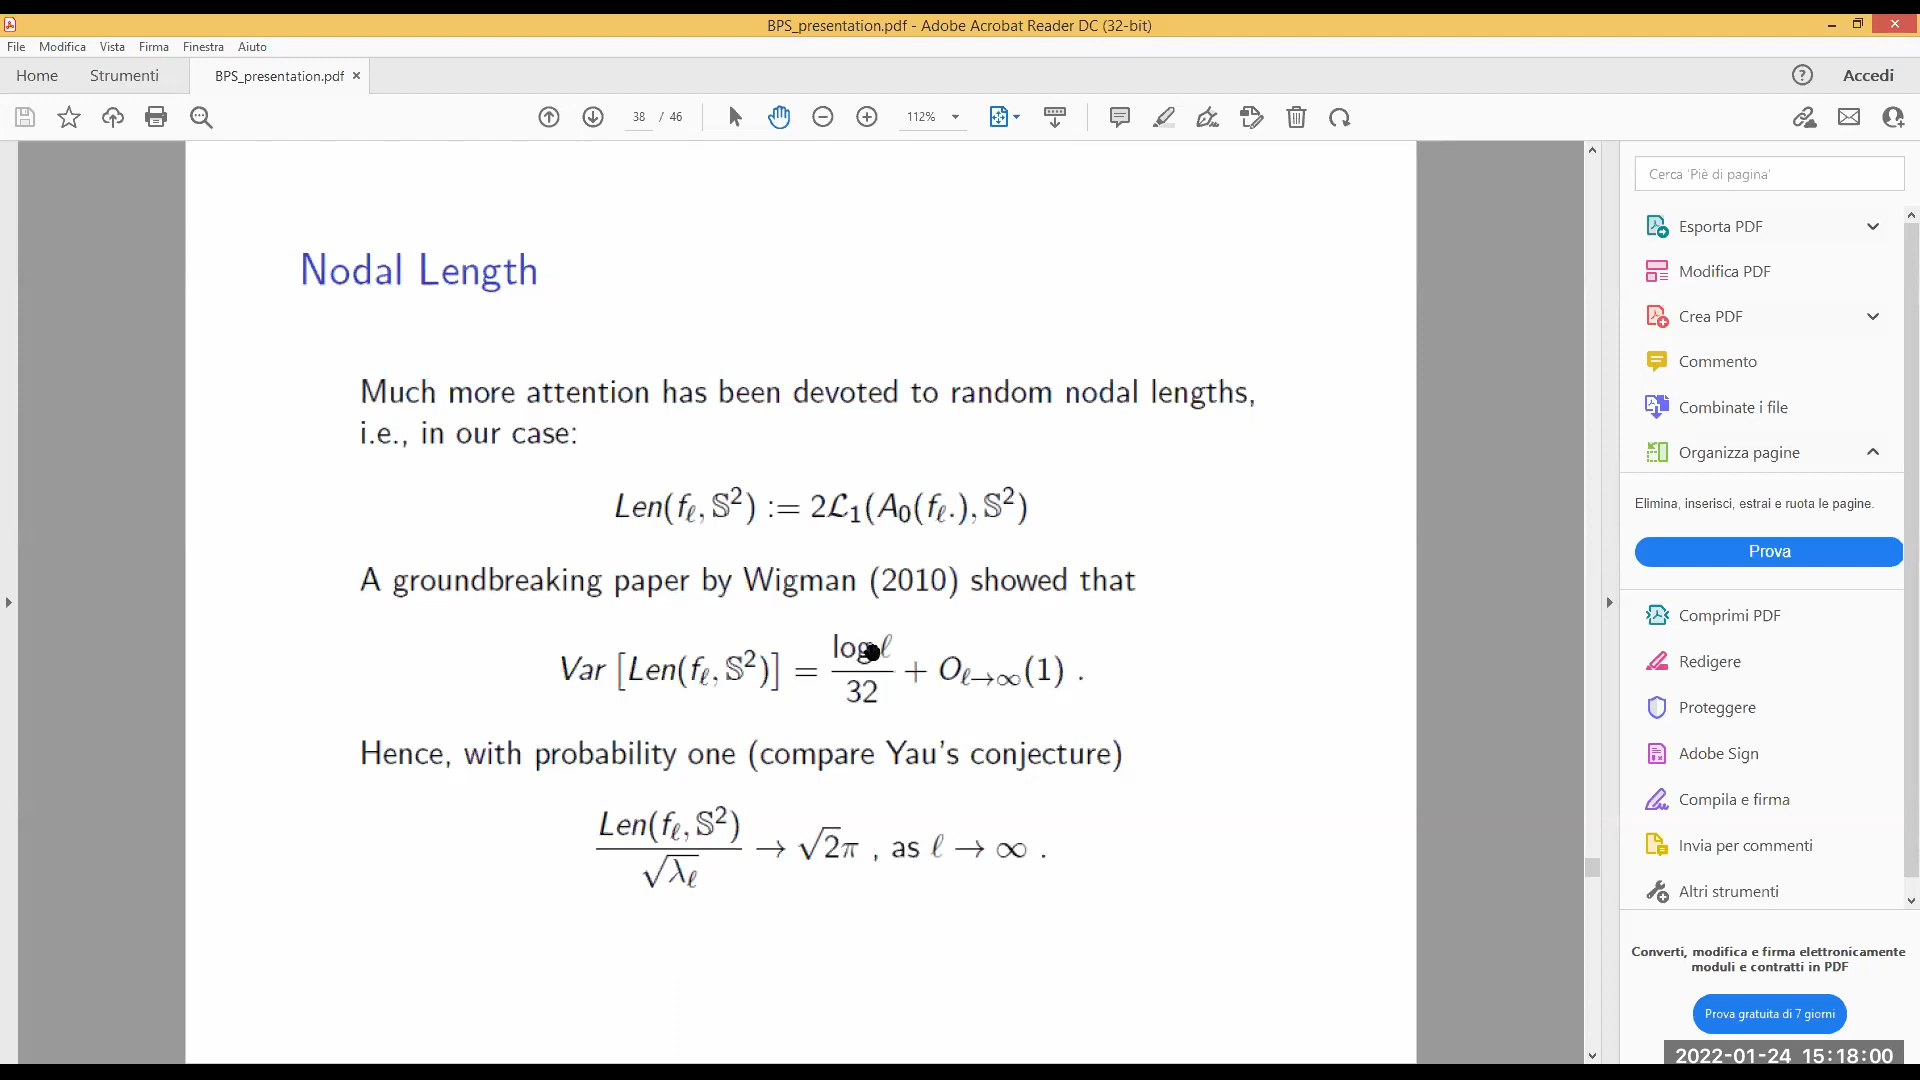 BPS_presentation.pdf - Adobe Acrobat Reader DC (32-bit)
File Modifica Vista Firma Finestra Aiuto
Home Strumenti BPS_presentation.pdf × Accedi
38 / 46 112%
Nodal Length
Much more attention has been devoted to random nodal lengths,
i.e., in our case:
Len(f_ℓ, 𝕊²) := 2ℒ₁(A₀(f_ℓ.), 𝕊²)
A groundbreaking paper by Wigman (2010) showed that
Var [Len(f_ℓ, 𝕊²)] = log ℓ / 32 + O_{ℓ→∞}(1) .
Hence, with probability one (compare Yau's conjecture)
Len(f_ℓ, 𝕊²) / √λ_ℓ → √2π , as ℓ → ∞ .
Cerca 'Piè di pagina'
Esporta PDF
Modifica PDF
Crea PDF
Commento
Combinate i file
Organizza pagine
Elimina, inserisci, estrai e ruota le pagine.
Prova
Comprimi PDF
Redigere
Proteggere
Adobe Sign
Compila e firma
Invia per commenti
Altri strumenti
Converti, modifica e firma elettronicamente
moduli e contratti in PDF
Prova gratuita di 7 giorni
2022-01-24 15:18:00